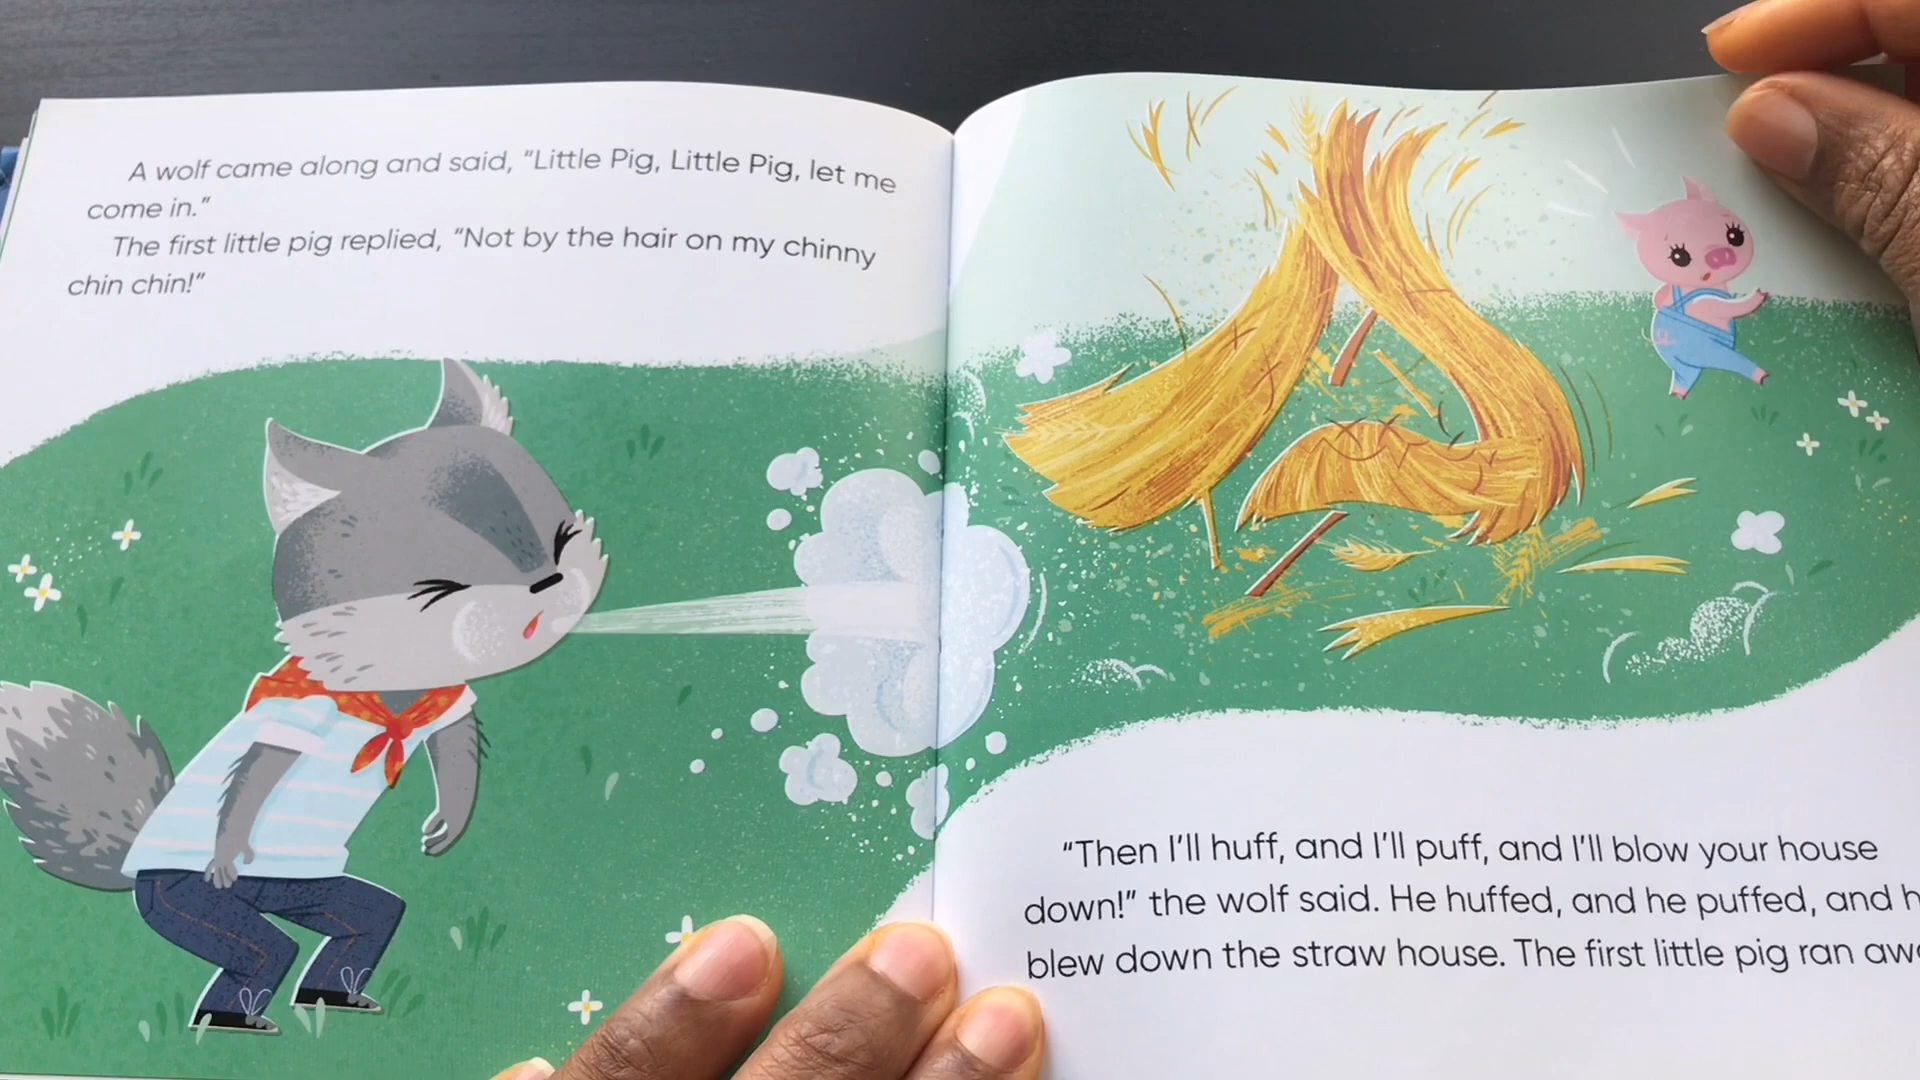 A wolf came along and said, “Little Pig, Little Pig, let me
come in.”
The first little pig replied, “Not by the hair on my chinny
chin chin!”
“Then I’ll huff, and I’ll puff, and I’ll blow your house
down!” the wolf said. He huffed, and he puffed, and
blew down the straw house. The first little pig ran